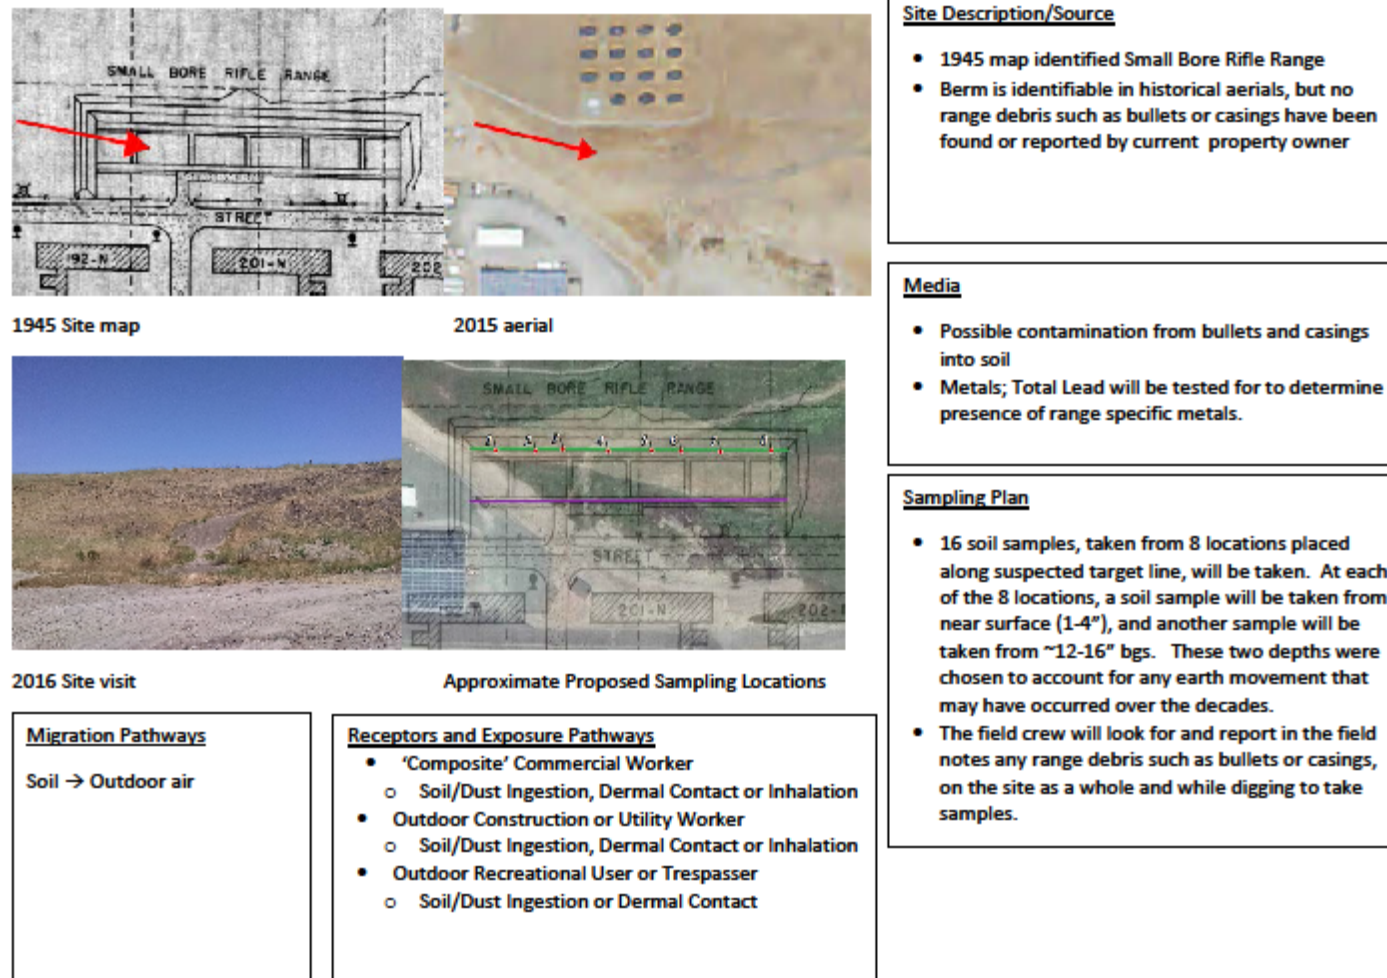 SMALL BORE RIFLE RANGE
STREET
192-N
201-N
202
1945 Site map
2015 aerial
SMALL BORE RIFLE RANGE
1
2
3
4
5
6
7
8
STREET
192-N
201-N
202-N
2016 Site visit
Approximate Proposed Sampling Locations
Migration Pathways
Soil → Outdoor air
Receptors and Exposure Pathways
• ‘Composite’ Commercial Worker
o Soil/Dust Ingestion, Dermal Contact or Inhalation
• Outdoor Construction or Utility Worker
o Soil/Dust Ingestion, Dermal Contact or Inhalation
• Outdoor Recreational User or Trespasser
o Soil/Dust Ingestion or Dermal Contact
Site Description/Source
• 1945 map identified Small Bore Rifle Range
• Berm is identifiable in historical aerials, but no
range debris such as bullets or casings have been
found or reported by current property owner
Media
• Possible contamination from bullets and casings
into soil
• Metals; Total Lead will be tested for to determine
presence of range specific metals.
Sampling Plan
• 16 soil samples, taken from 8 locations placed
along suspected target line, will be taken. At each
of the 8 locations, a soil sample will be taken from
near surface (1-4”), and another sample will be
taken from ~12-16” bgs. These two depths were
chosen to account for any earth movement that
may have occurred over the decades.
• The field crew will look for and report in the field
notes any range debris such as bullets or casings,
on the site as a whole and while digging to take
samples.